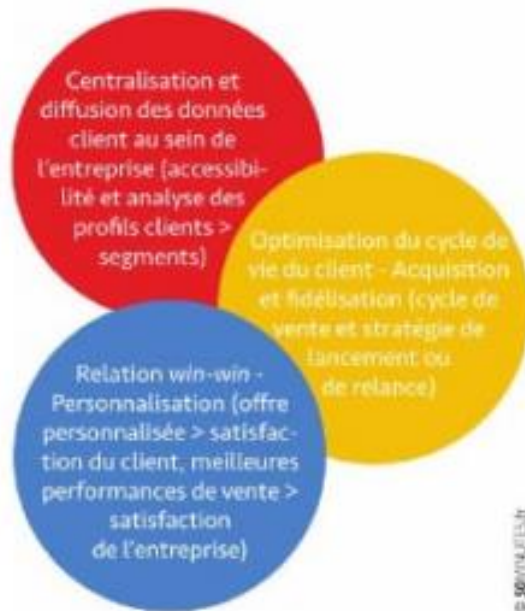 Centralisation et
diffusion des données
client au sein de
l'entreprise (accessibi-
lité et analyse des
profils clients >
segments)
Optimisation du cycle de
vie du client - Acquisition
et fidélisation (cycle de
vente et stratégie de
lancement ou
de relance)
Relation win-win -
Personnalisation (offre
personnalisée > satisfac-
tion du client, meilleures
performances de vente >
satisfaction
de l'entreprise)
© 50MINUTES.fr